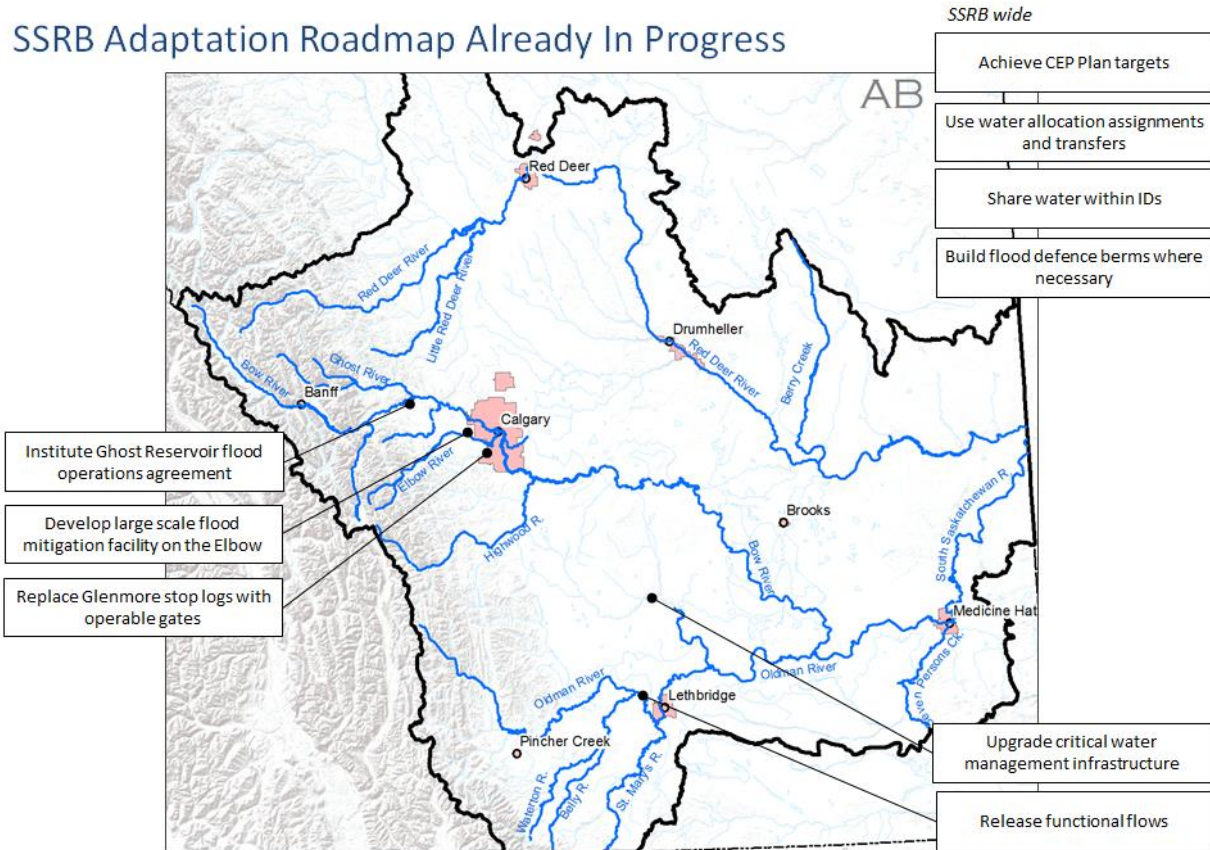 SSRB Adaptation Roadmap Already In Progress
SSRB wide
Achieve CEP Plan targets
Use water allocation assignments
and transfers
Share water within IDs
Build flood defence berms where
necessary
AB
Red Deer
Red Deer River
Little Red Deer River
Drumheller
Red Deer River
Berry Creek
Ghost River
Bow River
Banff
Calgary
Elbow River
Institute Ghost Reservoir flood
operations agreement
Develop large scale flood
mitigation facility on the Elbow
Replace Glenmore stop logs with
operable gates
Highwood R.
Brooks
Bow River
South Saskatchewan R.
Medicine Hat
even Persons Ck.
Oldman River
Oldman River
Lethbridge
Pincher Creek
Waterton R.
Belly R.
St. Mary's R.
Upgrade critical water
management infrastructure
Release functional flows